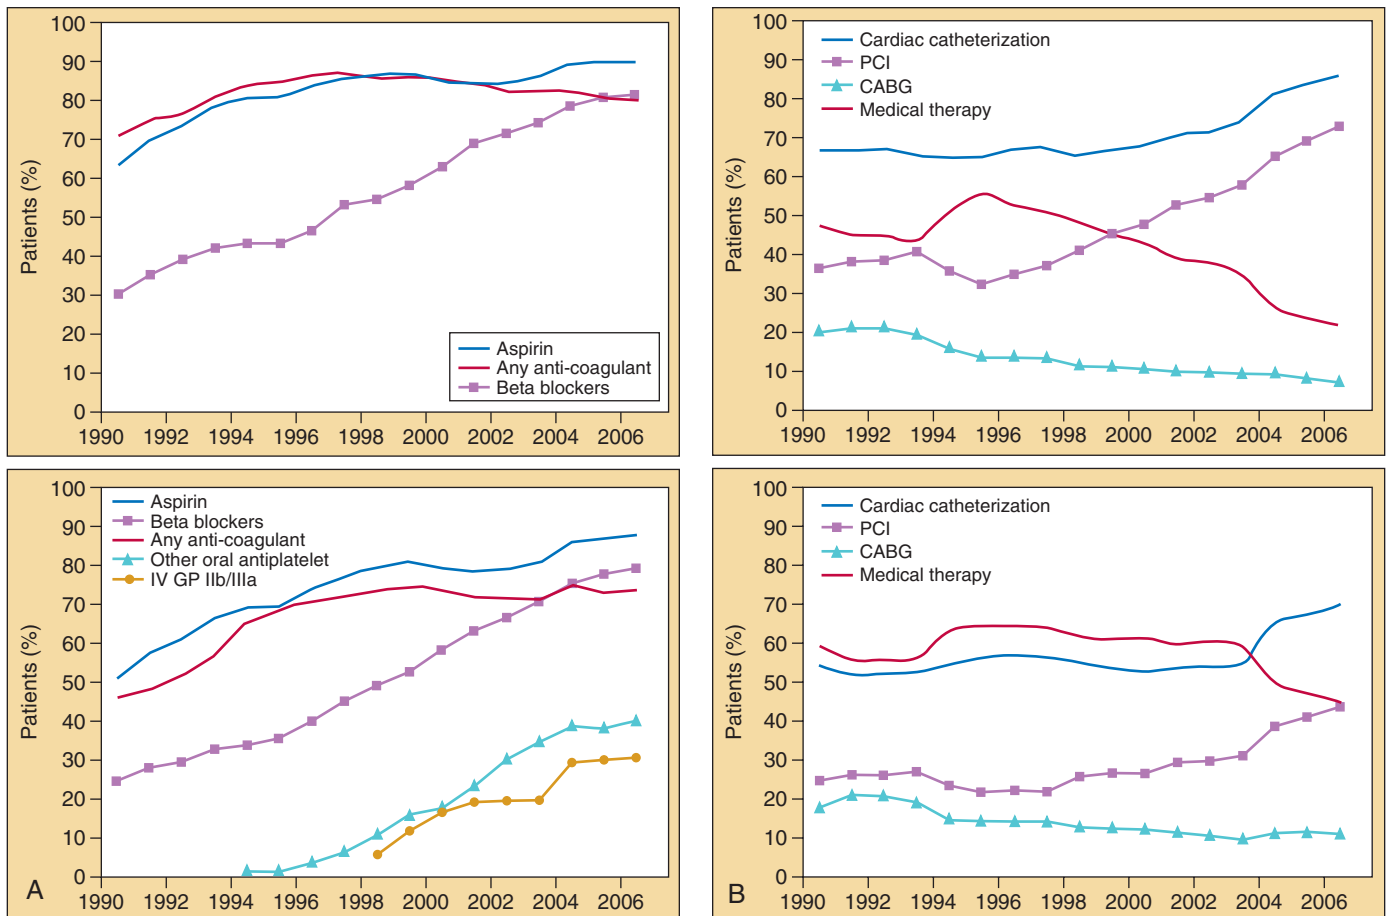 100
90
80
70
60
50
40
30
20
10
0
Patients (%)
Aspirin
Any anti-coagulant
Beta blockers
1990 1992 1994 1996 1998 2000 2002 2004 2006
100
90
80
70
60
50
40
30
20
10
0
Patients (%)
Cardiac catheterization
PCI
CABG
Medical therapy
1990 1992 1994 1996 1998 2000 2002 2004 2006
100
90
80
70
60
50
40
30
20
10
0
Patients (%)
Aspirin
Beta blockers
Any anti-coagulant
Other oral antiplatelet
IV GP IIb/IIIa
A
1990 1992 1994 1996 1998 2000 2002 2004 2006
100
90
80
70
60
50
40
30
20
10
0
Patients (%)
Cardiac catheterization
PCI
CABG
Medical therapy
B
1990 1992 1994 1996 1998 2000 2002 2004 2006